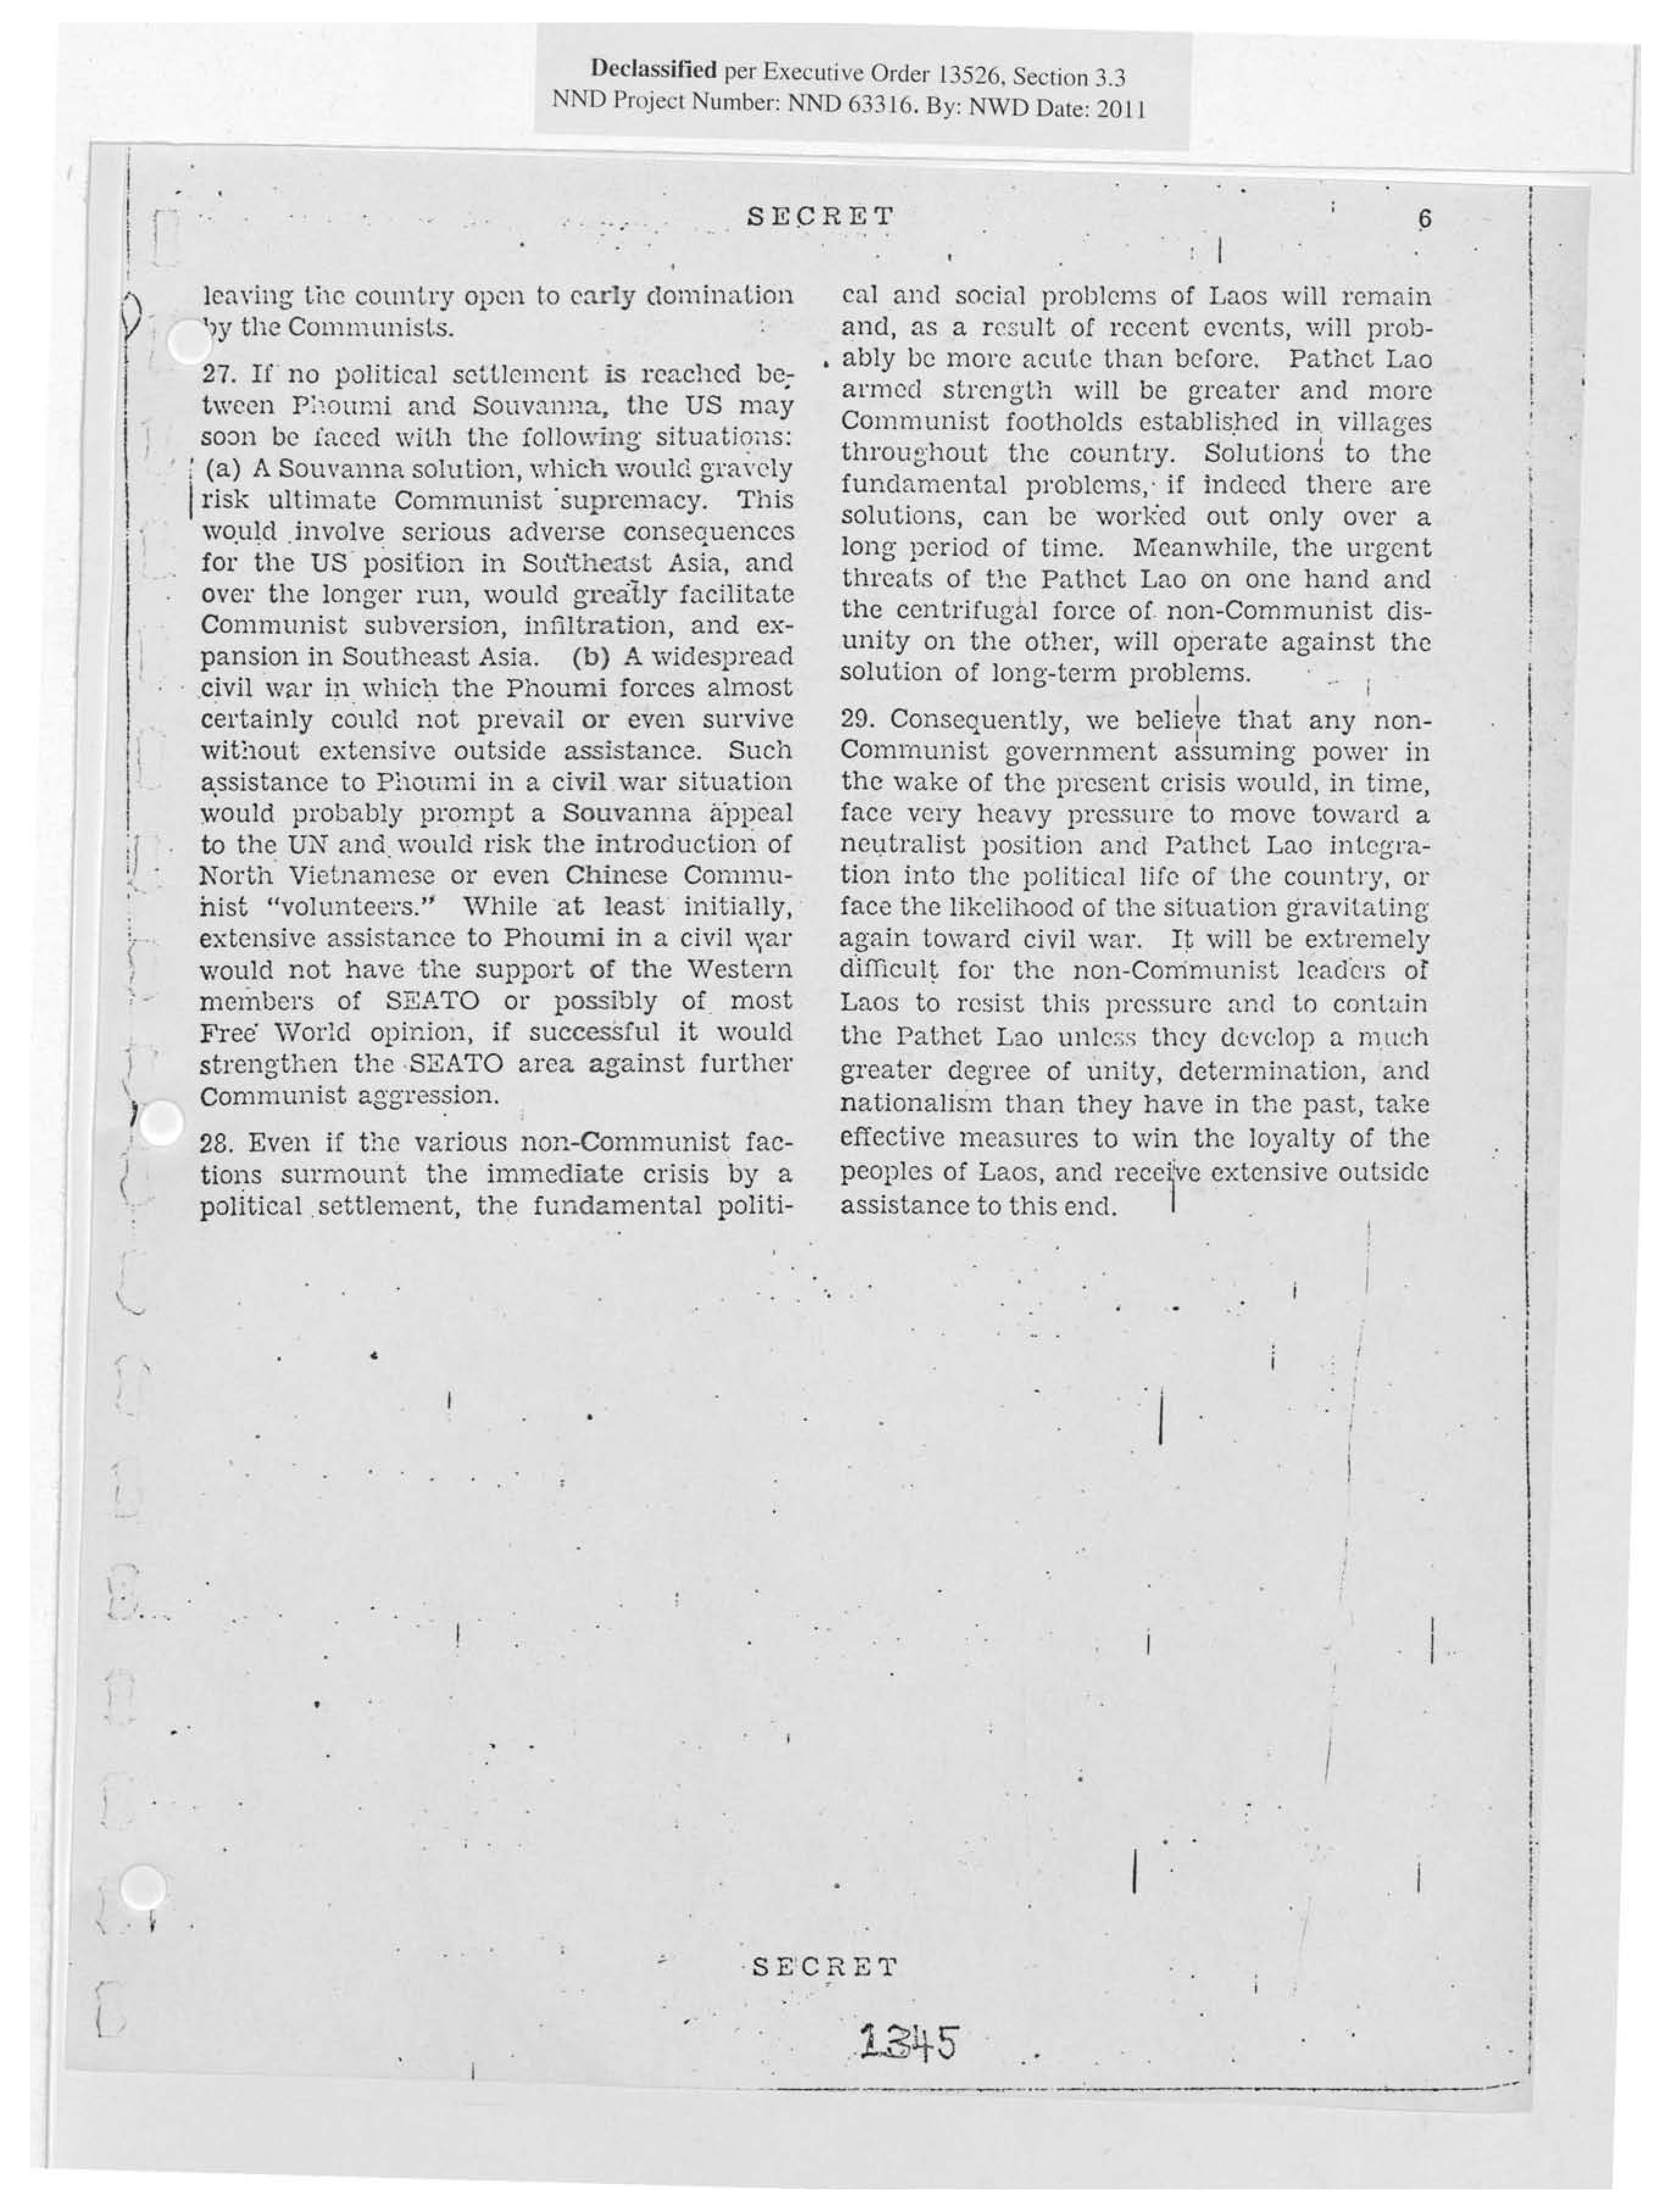 Declassified per Executive Order 13526, Section 3.3
NND Project Number: NND 63316. By: NWD Date: 2011
SECRET
6
leaving the country open to early domination
by the Communists.
27. If no political settlement is reached be-
tween Phoumi and Souvanna, the US may
soon be faced with the following situations:
(a) A Souvanna solution, which would gravely
risk ultimate Communist supremacy. This
would involve serious adverse consequences
for the US position in Southeast Asia, and
over the longer run, would greatly facilitate
Communist subversion, infiltration, and ex-
pansion in Southeast Asia. (b) A widespread
civil war in which the Phoumi forces almost
certainly could not prevail or even survive
without extensive outside assistance. Such
assistance to Phoumi in a civil war situation
would probably prompt a Souvanna appeal
to the UN and would risk the introduction of
North Vietnamese or even Chinese Commu-
nist "volunteers." While at least initially,
extensive assistance to Phoumi in a civil war
would not have the support of the Western
members of SEATO or possibly of most
Free World opinion, if successful it would
strengthen the SEATO area against further
Communist aggression.
28. Even if the various non-Communist fac-
tions surmount the immediate crisis by a
political settlement, the fundamental politi-
cal and social problems of Laos will remain
and, as a result of recent events, will prob-
ably be more acute than before. Pathet Lao
armed strength will be greater and more
Communist footholds established in villages
throughout the country. Solutions to the
fundamental problems, if indeed there are
solutions, can be worked out only over a
long period of time. Meanwhile, the urgent
threats of the Pathet Lao on one hand and
the centrifugal force of non-Communist dis-
unity on the other, will operate against the
solution of long-term problems.
29. Consequently, we believe that any non-
Communist government assuming power in
the wake of the present crisis would, in time,
face very heavy pressure to move toward a
neutralist position and Pathet Lao integra-
tion into the political life of the country, or
face the likelihood of the situation gravitating
again toward civil war. It will be extremely
difficult for the non-Communist leaders of
Laos to resist this pressure and to contain
the Pathet Lao unless they develop a much
greater degree of unity, determination, and
nationalism than they have in the past, take
effective measures to win the loyalty of the
peoples of Laos, and receive extensive outside
assistance to this end.
SECRET
1345